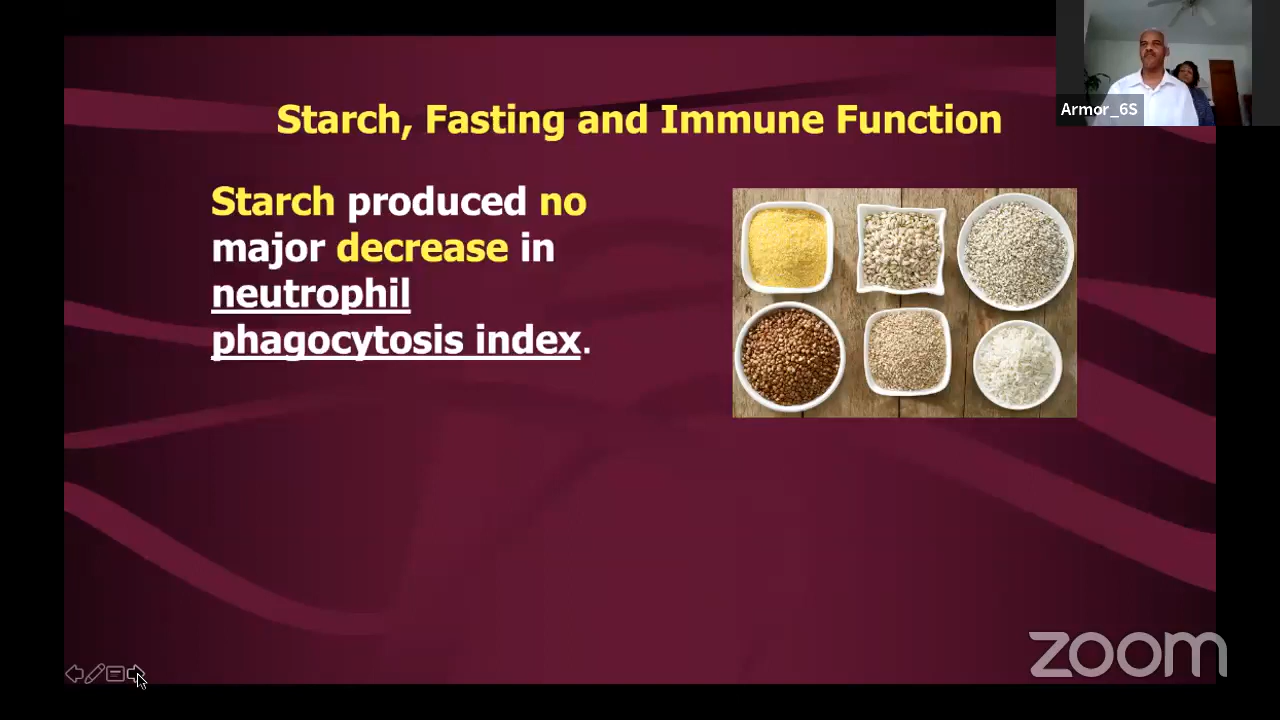 Armor_6S
Starch, Fasting and Immune Function
Starch produced no
major decrease in
neutrophil
phagocytosis index.
zoom